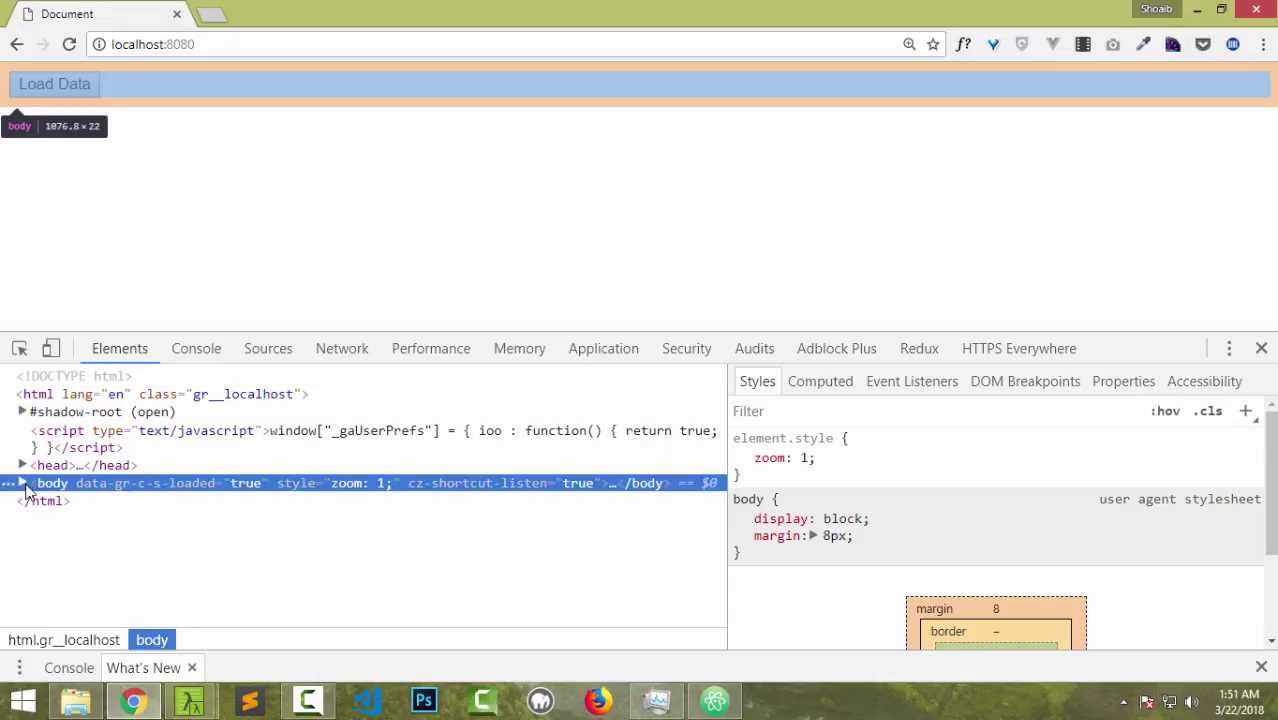 Document
Shoaib
localhost:8080
f?
Load Data
body 1076.8×22
Elements Console Sources Network Performance Memory Application Security Audits Adblock Plus Redux HTTPS Everywhere
<!DOCTYPE html>
<html lang="en" class="gr__localhost">
#shadow-root (open)
<script type="text/javascript">window["_gaUserPrefs"] = { ioo : function() { return true;
} }</script>
<head>…</head>
<body data-gr-c-s-loaded="true" style="zoom: 1;" cz-shortcut-listen="true">…</body> == $0
</html>
html.gr__localhost body
Styles Computed Event Listeners DOM Breakpoints Properties Accessibility
Filter :hov .cls +
element.style {
zoom: 1;
}
body { user agent stylesheet
display: block;
margin: 8px;
}
margin 8
border –
Console What's New
Ps
1:51 AM
3/22/2018